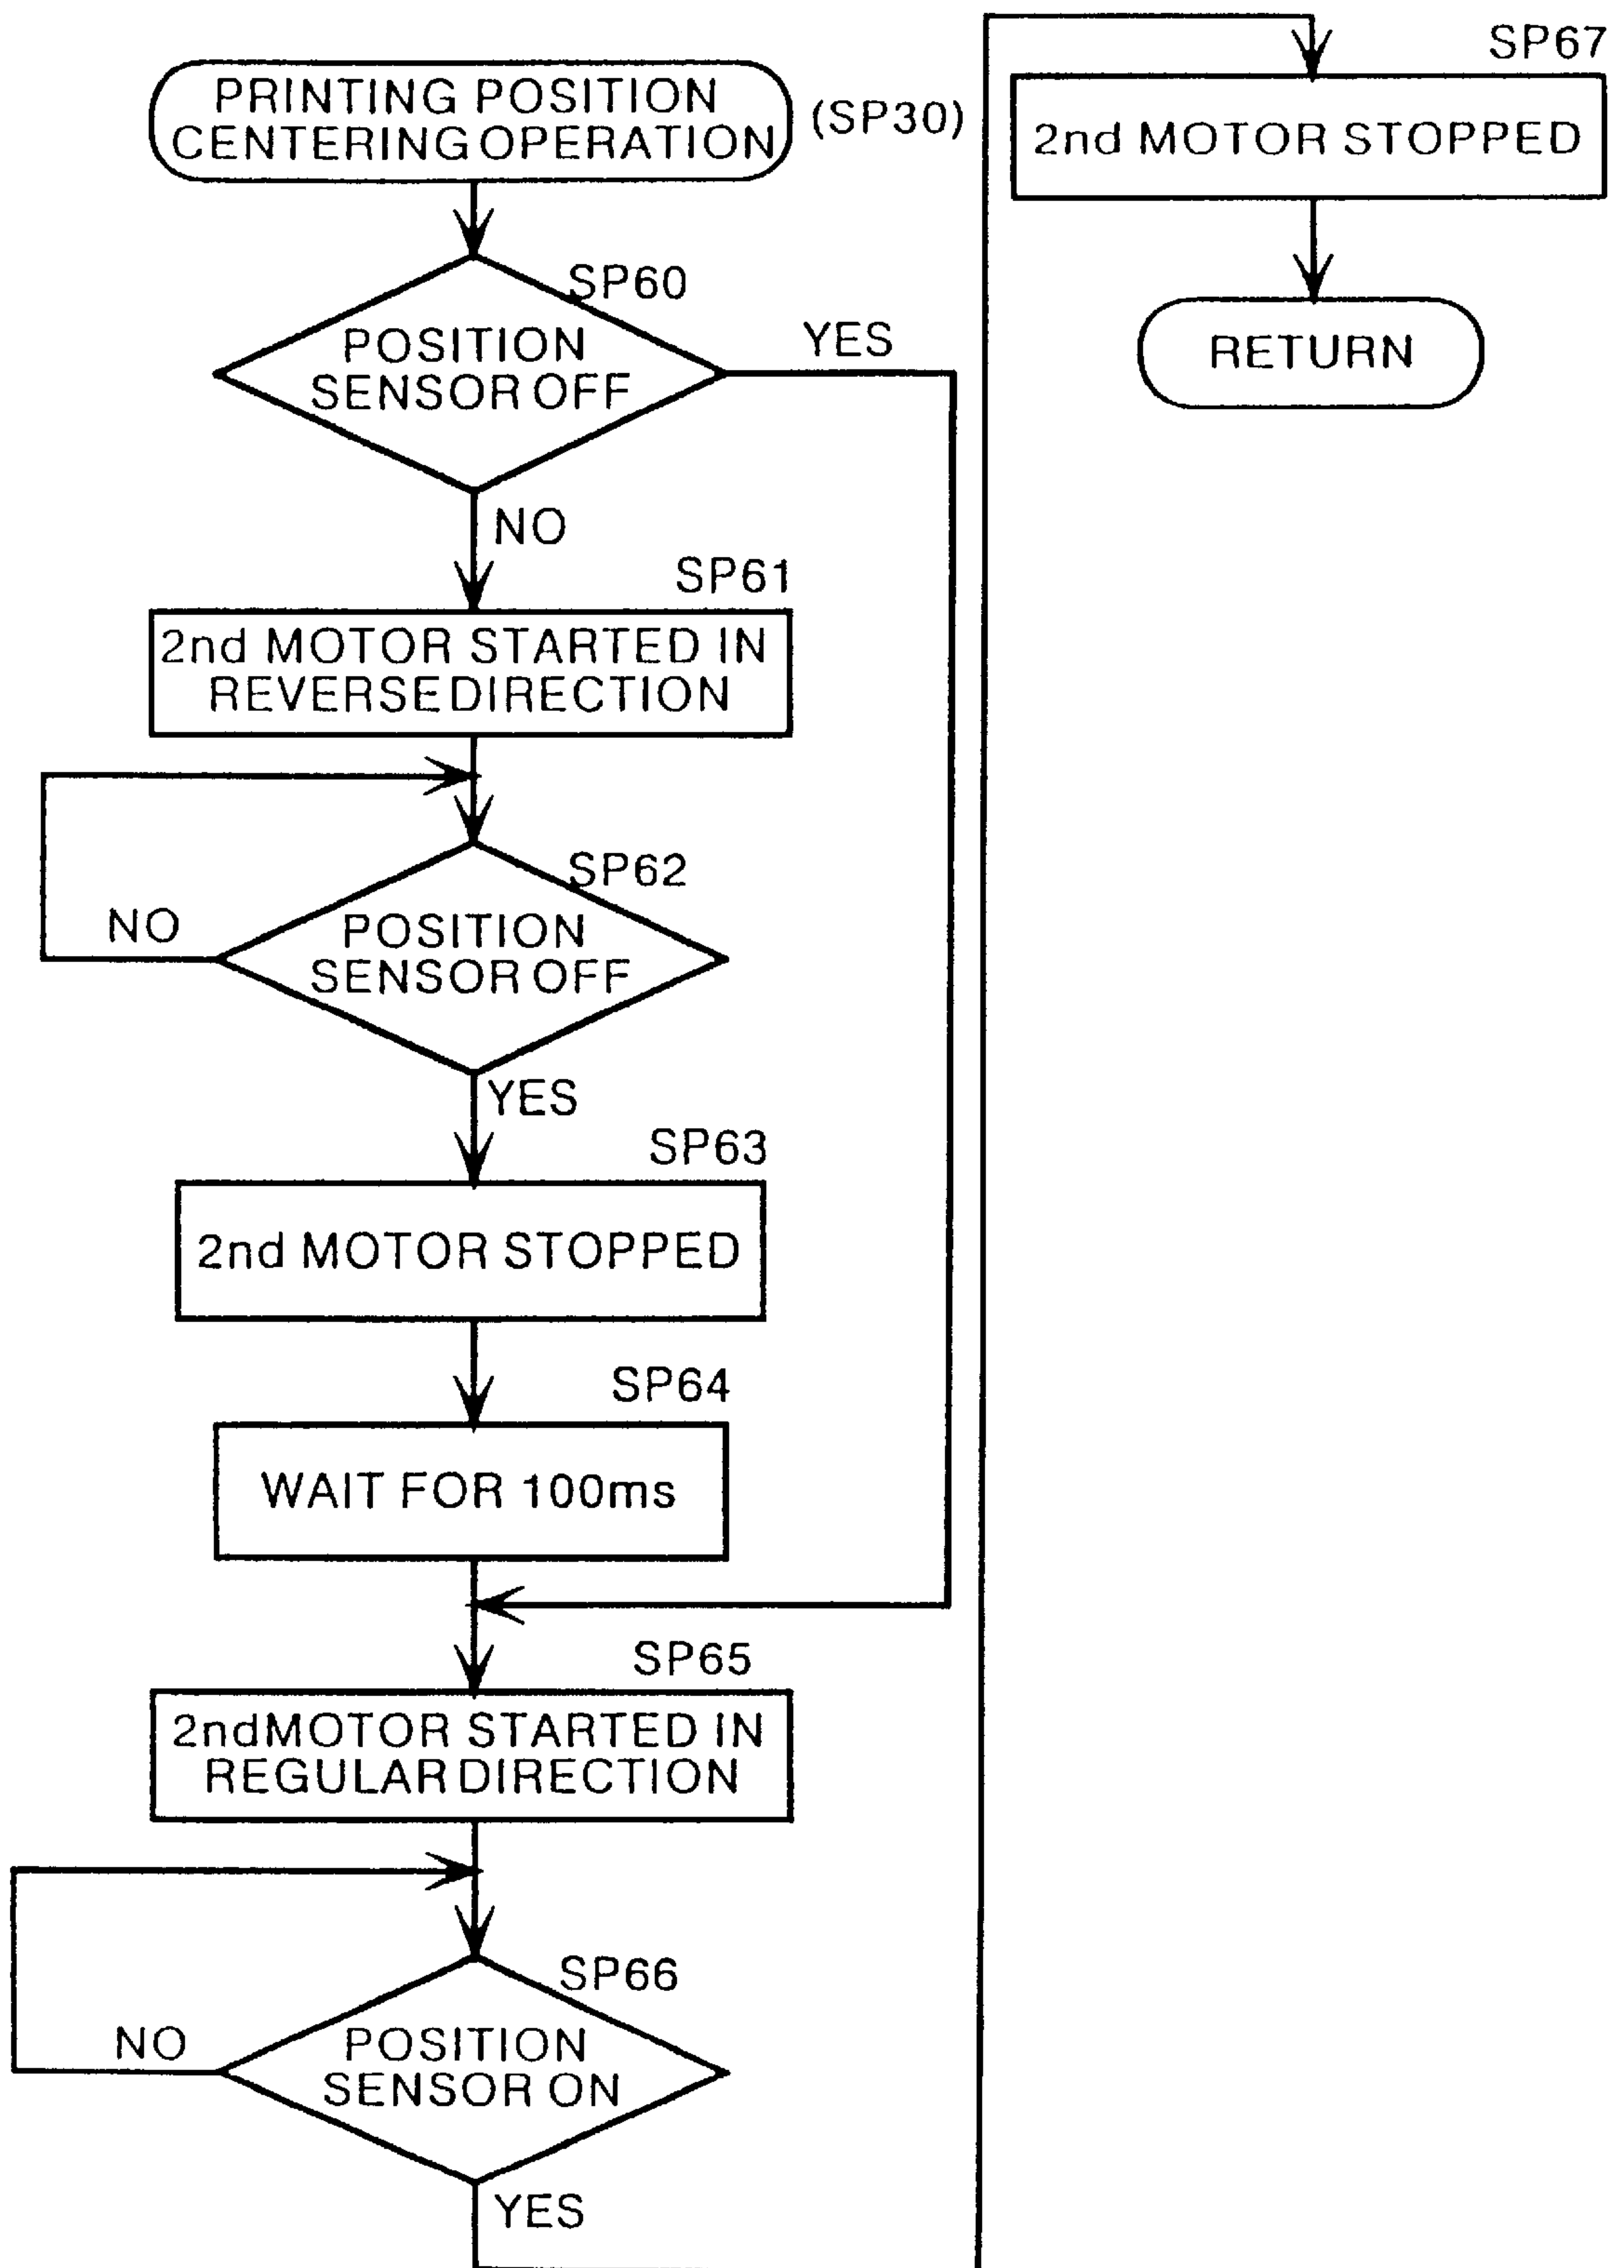 PRINTING POSITION
CENTERING OPERATION
(SP30)
SP60
POSITION
SENSOR OFF
YES
NO
SP61
2nd MOTOR STARTED IN
REVERSE DIRECTION
SP62
POSITION
SENSOR OFF
NO
YES
SP63
2nd MOTOR STOPPED
SP64
WAIT FOR 100ms
SP65
2nd MOTOR STARTED IN
REGULAR DIRECTION
SP66
POSITION
SENSOR ON
NO
YES
SP67
2nd MOTOR STOPPED
RETURN